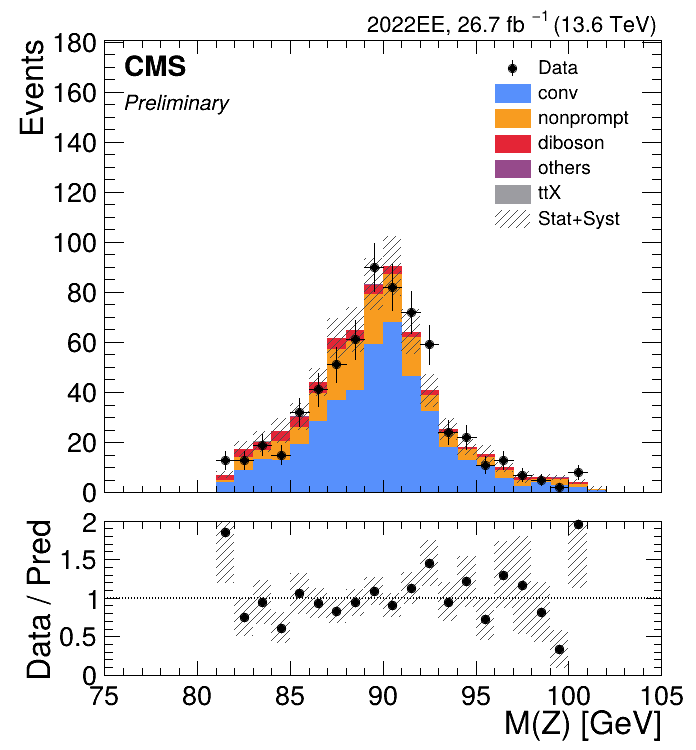 2022EE, 26.7 fb⁻¹ (13.6 TeV)
Events
180
160
140
120
100
80
60
40
20
0
CMS
Preliminary
Data
conv
nonprompt
diboson
others
ttX
Stat+Syst
Data / Pred
2
1.5
1
0.5
0
75 80 85 90 95 100 105
M(Z) [GeV]